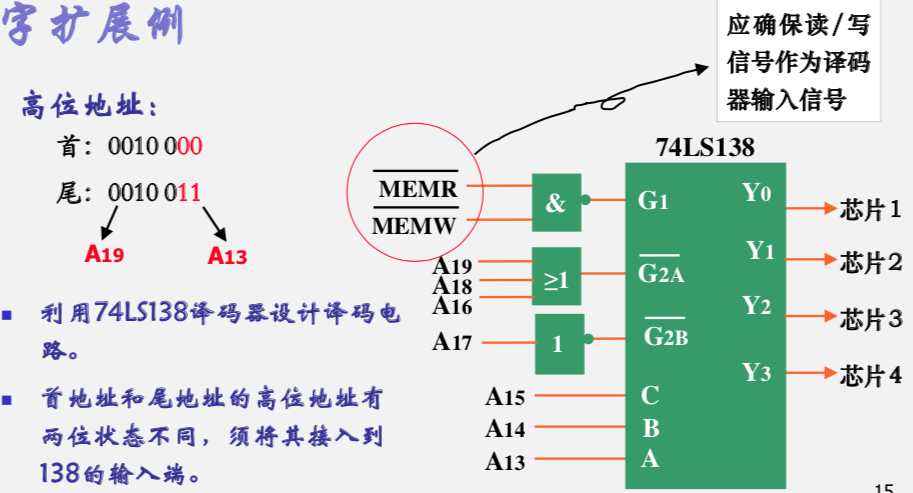 字扩展例
高位地址：
首：0010 000
尾：0010 011
A19
A13
利用74LS138译码器设计译码电
路。
首地址和尾地址的高位地址有
两位状态不同，须将其接入到
138的输入端。
应确保读/写
信号作为译码
器输入信号
74LS138
MEMR
MEMW
&
G1
Y0
芯片1
A19
A18
A16
≥1
G2A
Y1
芯片2
A17
1
G2B
Y2
芯片3
Y3
芯片4
A15
C
A14
B
A13
A
15